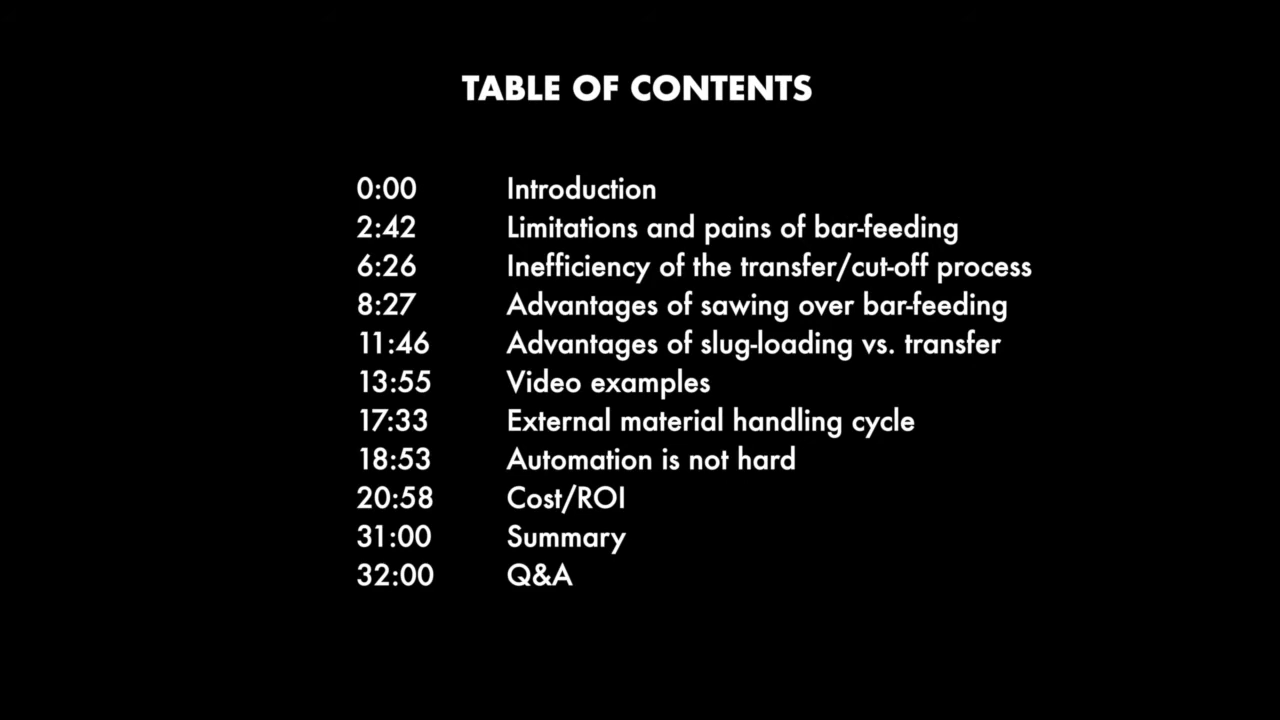 TABLE OF CONTENTS
0:00 Introduction
2:42 Limitations and pains of bar-feeding
6:26 Inefficiency of the transfer/cut-off process
8:27 Advantages of sawing over bar-feeding
11:46 Advantages of slug-loading vs. transfer
13:55 Video examples
17:33 External material handling cycle
18:53 Automation is not hard
20:58 Cost/ROI
31:00 Summary
32:00 Q&A